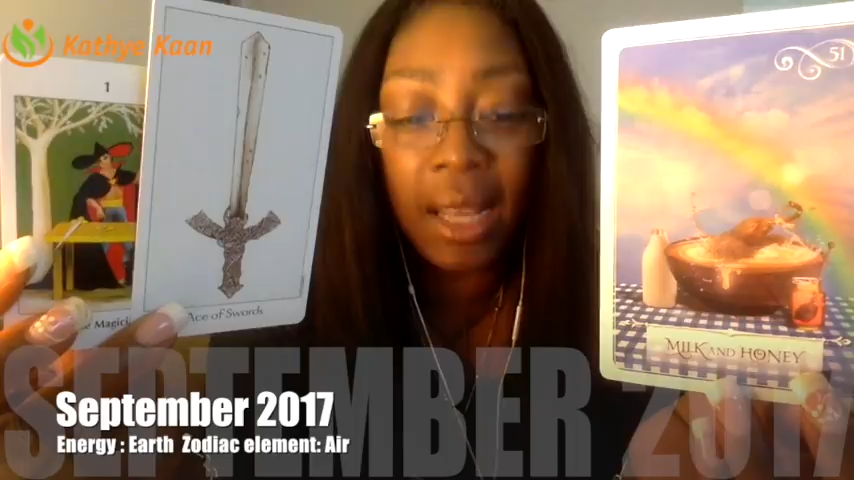 Kathye Kaan
1
e Magici
Ace of Swords
51
MILK AND HONEY
SEPTEMBER 2017
September 2017
Energy : Earth Zodiac element: Air